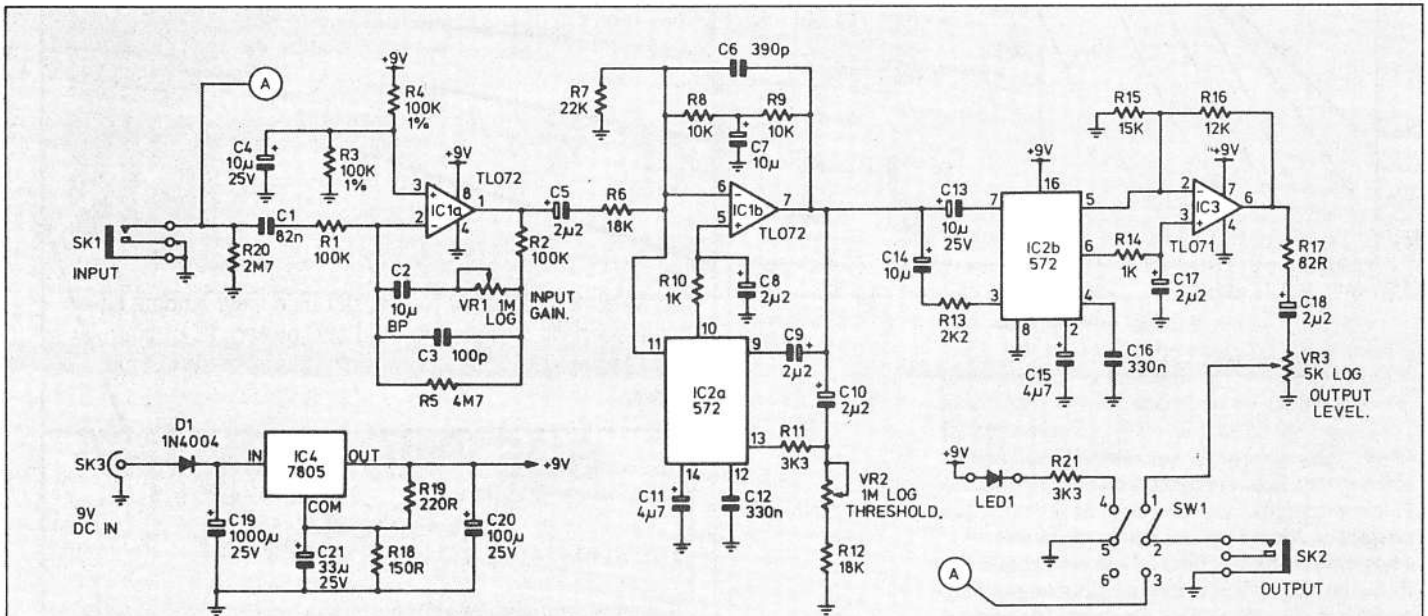 A
+9V
R4
100K
1%
C4
10µ
25V
R3
100K
1%
+9V
TL072
3
8
1
IC1a
2
4
SK1
INPUT
C1
82n
R20
2M7
R1
100K
C2
10µ
BP
VR1 1M
LOG
INPUT
GAIN.
R2
100K
C3
100p
R5 4M7
C5
2µ2
R6
18K
R7
22K
C6 390p
R8
10K
R9
10K
C7
10µ
6
7
IC1b
5
TL072
R10
1K
C8
2µ2
10
11
9
IC2a
572
13
14
12
C9
2µ2
C10
2µ2
R11
3K3
C11
4µ7
C12
330n
VR2
1M LOG
THRESHOLD.
R12
18K
C13
10µ
25V
C14
10µ
R13
2K2
+9V
16
7
5
IC2b
572
6
3
4
8
2
C15
4µ7
C16
330n
R14
1K
C17
2µ2
R15
15K
R16
12K
+9V
2
7
IC3
6
3
4
TL071
R17
82R
C18
2µ2
VR3
5K LOG
OUTPUT
LEVEL.
+9V
LED1
R21
3K3
4
1
SW1
5
2
6
3
A
SK2
OUTPUT
SK3
9V
DC IN
D1
1N4004
IN
IC4
7805
OUT
COM
+9V
R19
220R
C19
1000µ
25V
C21
33µ
25V
R18
150R
C20
100µ
25V